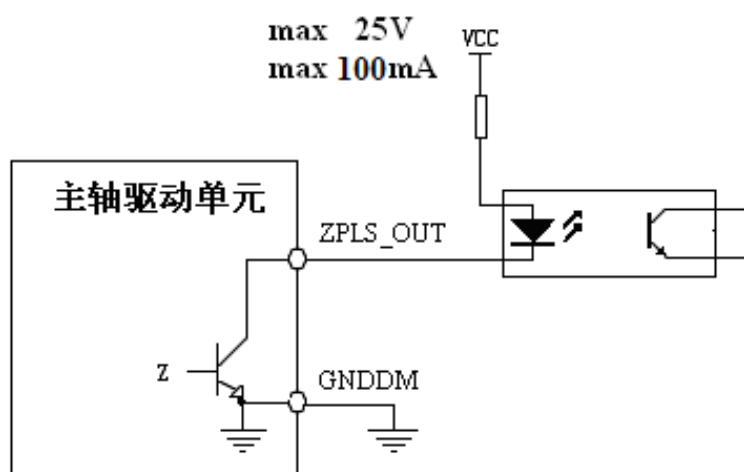 max 25V
VCC
max 100mA
主轴驱动单元
ZPLS_OUT
Z
GNDDM